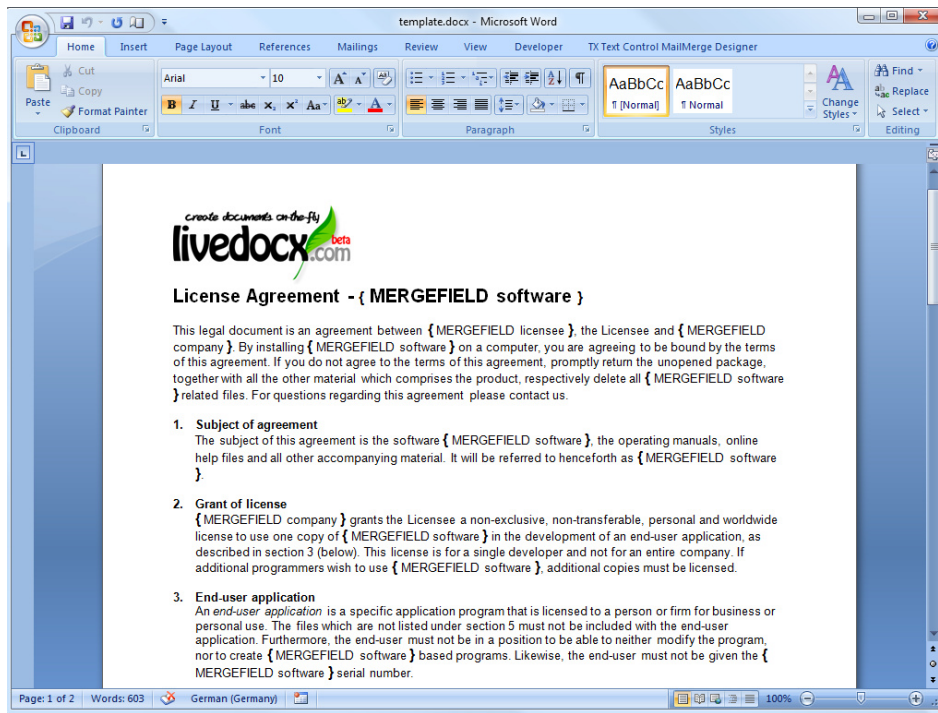 template.docx - Microsoft Word
Home Insert Page Layout References Mailings Review View Developer TX Text Control MailMerge Designer
Paste
Cut
Copy
Format Painter
Clipboard
Arial 10
B I U abc X₂ X² Aa
ab A
Font
Paragraph
AaBbCc AaBbCc
¶ [Normal] ¶ Normal
Change
Styles
Styles
Find
Replace
Select
Editing
L
create documents on-the-fly
livedocx.com beta
License Agreement - { MERGEFIELD software }
This legal document is an agreement between { MERGEFIELD licensee }, the Licensee and { MERGEFIELD
company }. By installing { MERGEFIELD software } on a computer, you are agreeing to be bound by the terms
of this agreement. If you do not agree to the terms of this agreement, promptly return the unopened package,
together with all the other material which comprises the product, respectively delete all { MERGEFIELD software
} related files. For questions regarding this agreement please contact us.
1. Subject of agreement
The subject of this agreement is the software { MERGEFIELD software }, the operating manuals, online
help files and all other accompanying material. It will be referred to henceforth as { MERGEFIELD software
}.
2. Grant of license
{ MERGEFIELD company } grants the Licensee a non-exclusive, non-transferable, personal and worldwide
license to use one copy of { MERGEFIELD software } in the development of an end-user application, as
described in section 3 (below). This license is for a single developer and not for an entire company. If
additional programmers wish to use { MERGEFIELD software }, additional copies must be licensed.
3. End-user application
An end-user application is a specific application program that is licensed to a person or firm for business or
personal use. The files which are not listed under section 5 must not be included with the end-user
application. Furthermore, the end-user must not be in a position to be able to neither modify the program,
nor to create { MERGEFIELD software } based programs. Likewise, the end-user must not be given the {
MERGEFIELD software } serial number.
Page: 1 of 2 Words: 603 German (Germany) 100%